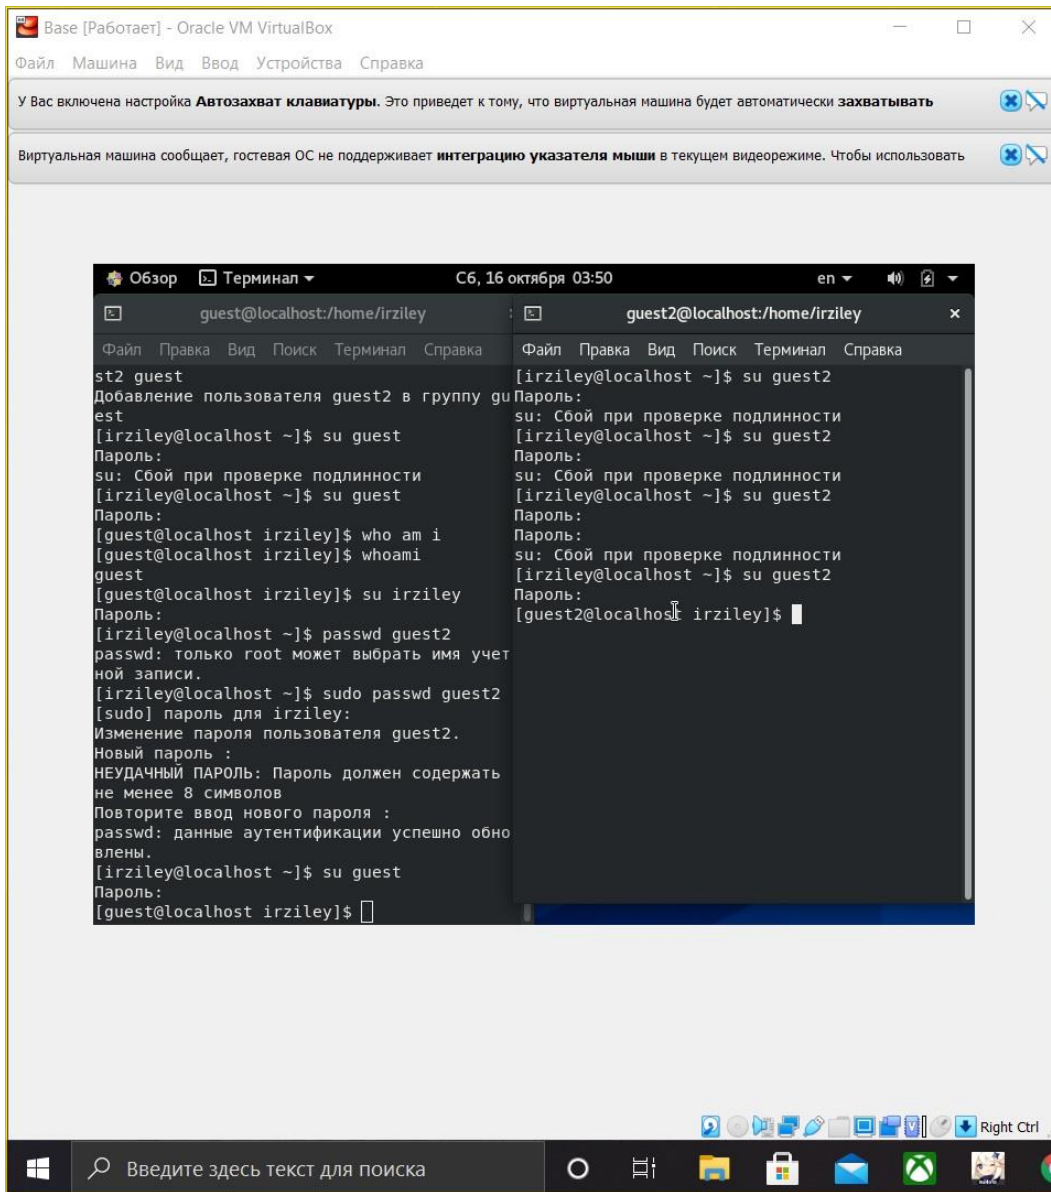 Base [Работает] - Oracle VM VirtualBox
Файл Машина Вид Ввод Устройства Справка
У Вас включена настройка Автозахват клавиатуры. Это приведет к тому, что виртуальная машина будет автоматически захватывать
Виртуальная машина сообщает, гостевая ОС не поддерживает интеграцию указателя мыши в текущем видеорежиме. Чтобы использовать
Обзор Терминал Сб, 16 октября 03:50 en
guest@localhost:/home/irziley
Файл Правка Вид Поиск Терминал Справка
st2 guest
Добавление пользователя guest2 в группу gu
est
[irziley@localhost ~]$ su guest
Пароль:
su: Сбой при проверке подлинности
[irziley@localhost ~]$ su guest
Пароль:
[guest@localhost irziley]$ who am i
[guest@localhost irziley]$ whoami
guest
[guest@localhost irziley]$ su irziley
Пароль:
[irziley@localhost ~]$ passwd guest2
passwd: только root может выбрать имя учет
ной записи.
[irziley@localhost ~]$ sudo passwd guest2
[sudo] пароль для irziley:
Изменение пароля пользователя guest2.
Новый пароль :
НЕУДАЧНЫЙ ПАРОЛЬ: Пароль должен содержать
не менее 8 символов
Повторите ввод нового пароля :
passwd: данные аутентификации успешно обно
влены.
[irziley@localhost ~]$ su guest
Пароль:
[guest@localhost irziley]$
guest2@localhost:/home/irziley
Файл Правка Вид Поиск Терминал Справка
[irziley@localhost ~]$ su guest2
Пароль:
su: Сбой при проверке подлинности
[irziley@localhost ~]$ su guest2
Пароль:
su: Сбой при проверке подлинности
[irziley@localhost ~]$ su guest2
Пароль:
Пароль:
su: Сбой при проверке подлинности
[irziley@localhost ~]$ su guest2
Пароль:
[guest2@localhost irziley]$
Right Ctrl
Введите здесь текст для поиска